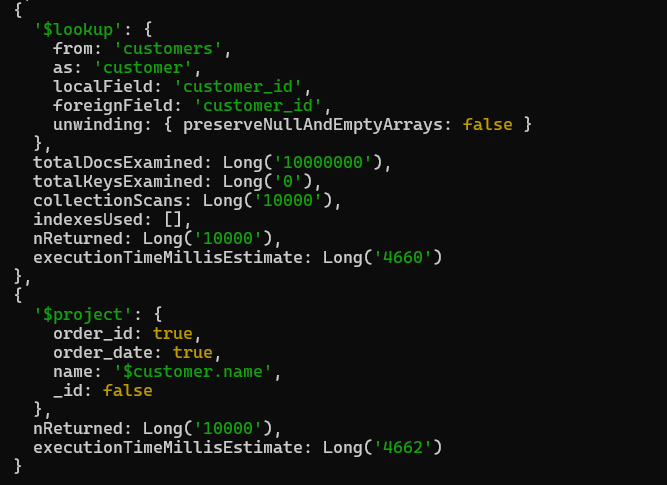 {
  '$lookup': {
    from: 'customers',
    as: 'customer',
    localField: 'customer_id',
    foreignField: 'customer_id',
    unwinding: { preserveNullAndEmptyArrays: false }
  },
  totalDocsExamined: Long('10000000'),
  totalKeysExamined: Long('0'),
  collectionScans: Long('10000'),
  indexesUsed: [],
  nReturned: Long('10000'),
  executionTimeMillisEstimate: Long('4660')
},
{
  '$project': {
    order_id: true,
    order_date: true,
    name: '$customer.name',
    _id: false
  },
  nReturned: Long('10000'),
  executionTimeMillisEstimate: Long('4662')
}